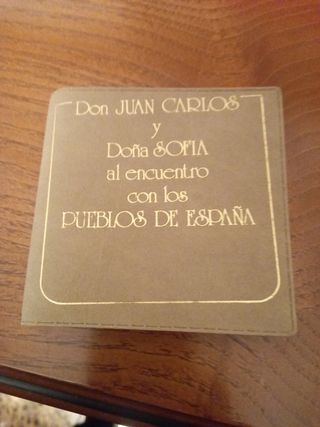 Don JUAN CARLOS
y
Doña SOFIA
al encuentro
con los
PUEBLOS DE ESPAÑA